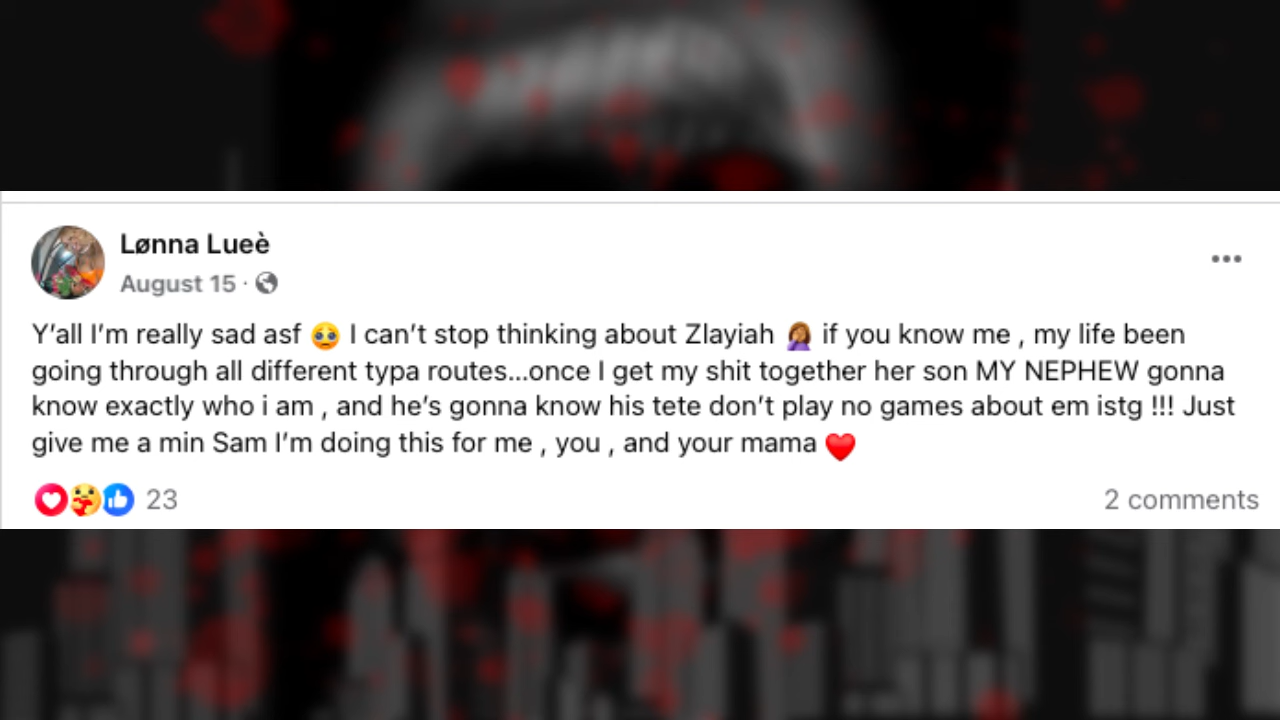 Lønna Lueè
August 15 ·
Y'all I'm really sad asf 🥹 I can't stop thinking about Zlayiah 🤦🏾‍♀️ if you know me , my life been
going through all different typa routes...once I get my shit together her son MY NEPHEW gonna
know exactly who i am , and he's gonna know his tete don't play no games about em istg !!! Just
give me a min Sam I'm doing this for me , you , and your mama ❤️
23
2 comments